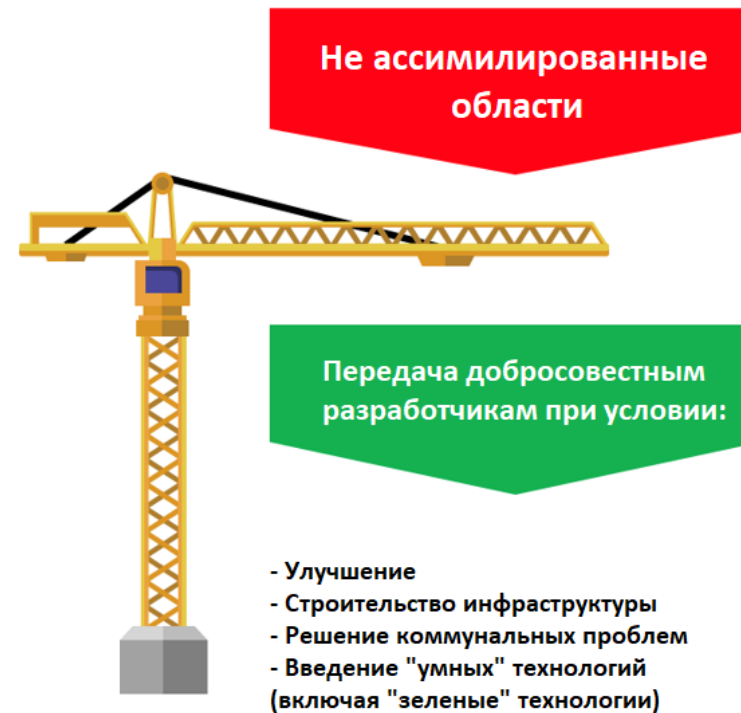 Не ассимилированные
области
Передача добросовестным
разработчикам при условии:
- Улучшение
- Строительство инфраструктуры
- Решение коммунальных проблем
- Введение "умных" технологий
(включая "зеленые" технологии)